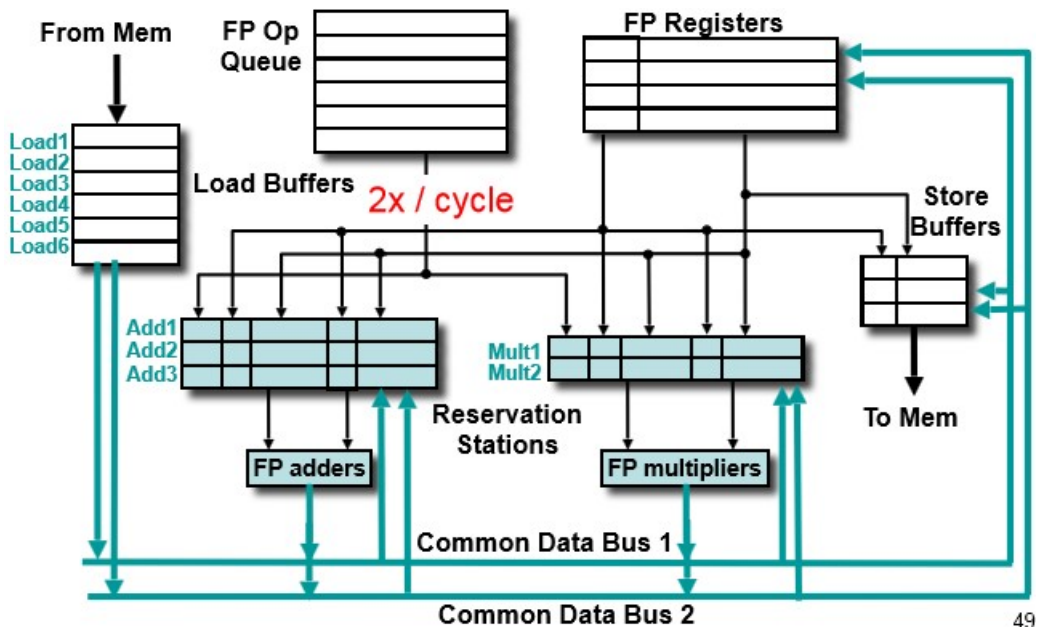 From Mem
FP Op
Queue
FP Registers
Load1
Load2
Load3
Load4
Load5
Load6
Load Buffers
2x / cycle
Store
Buffers
Add1
Add2
Add3
Mult1
Mult2
Reservation
Stations
To Mem
FP adders
FP multipliers
Common Data Bus 1
Common Data Bus 2
49